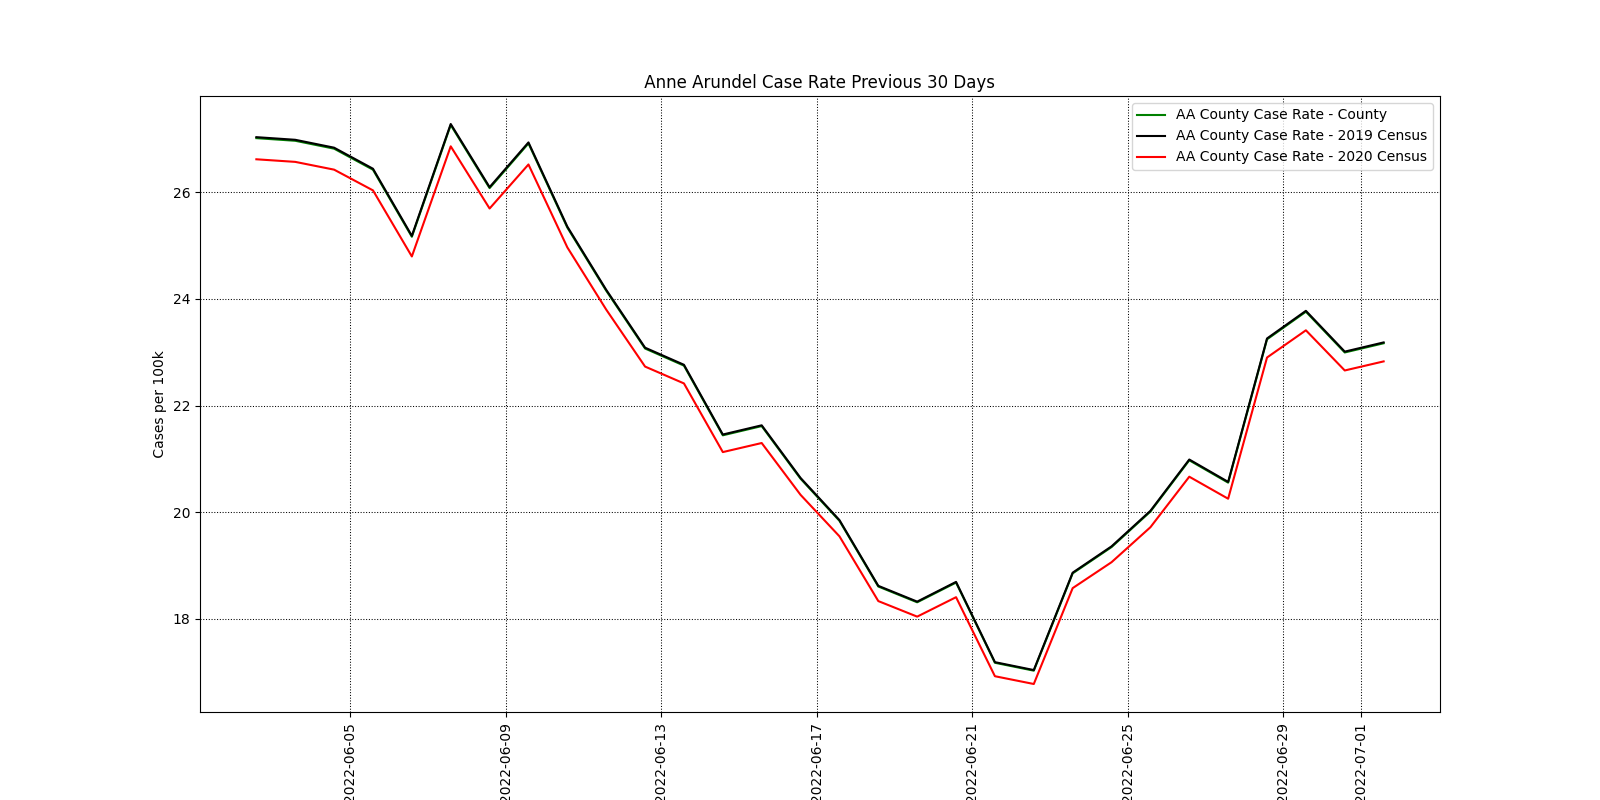 Anne Arundel Case Rate Previous 30 Days
AA County Case Rate - County
AA County Case Rate - 2019 Census
AA County Case Rate - 2020 Census
Cases per 100k
26
24
22
20
18
2022-06-05
2022-06-09
2022-06-13
2022-06-17
2022-06-21
2022-06-25
2022-06-29
2022-07-01